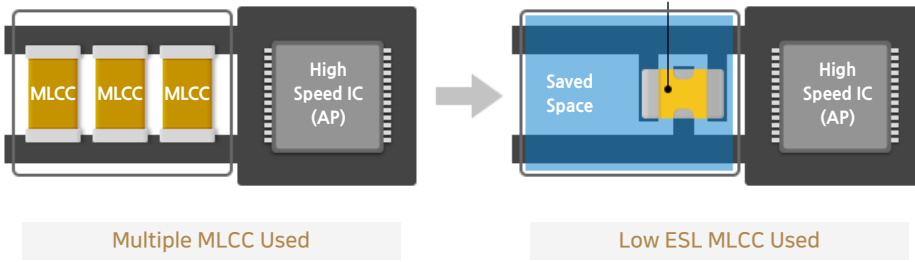 MLCC MLCC MLCC
High
Speed IC
(AP)
Saved
Space
High
Speed IC
(AP)
Multiple MLCC Used
Low ESL MLCC Used